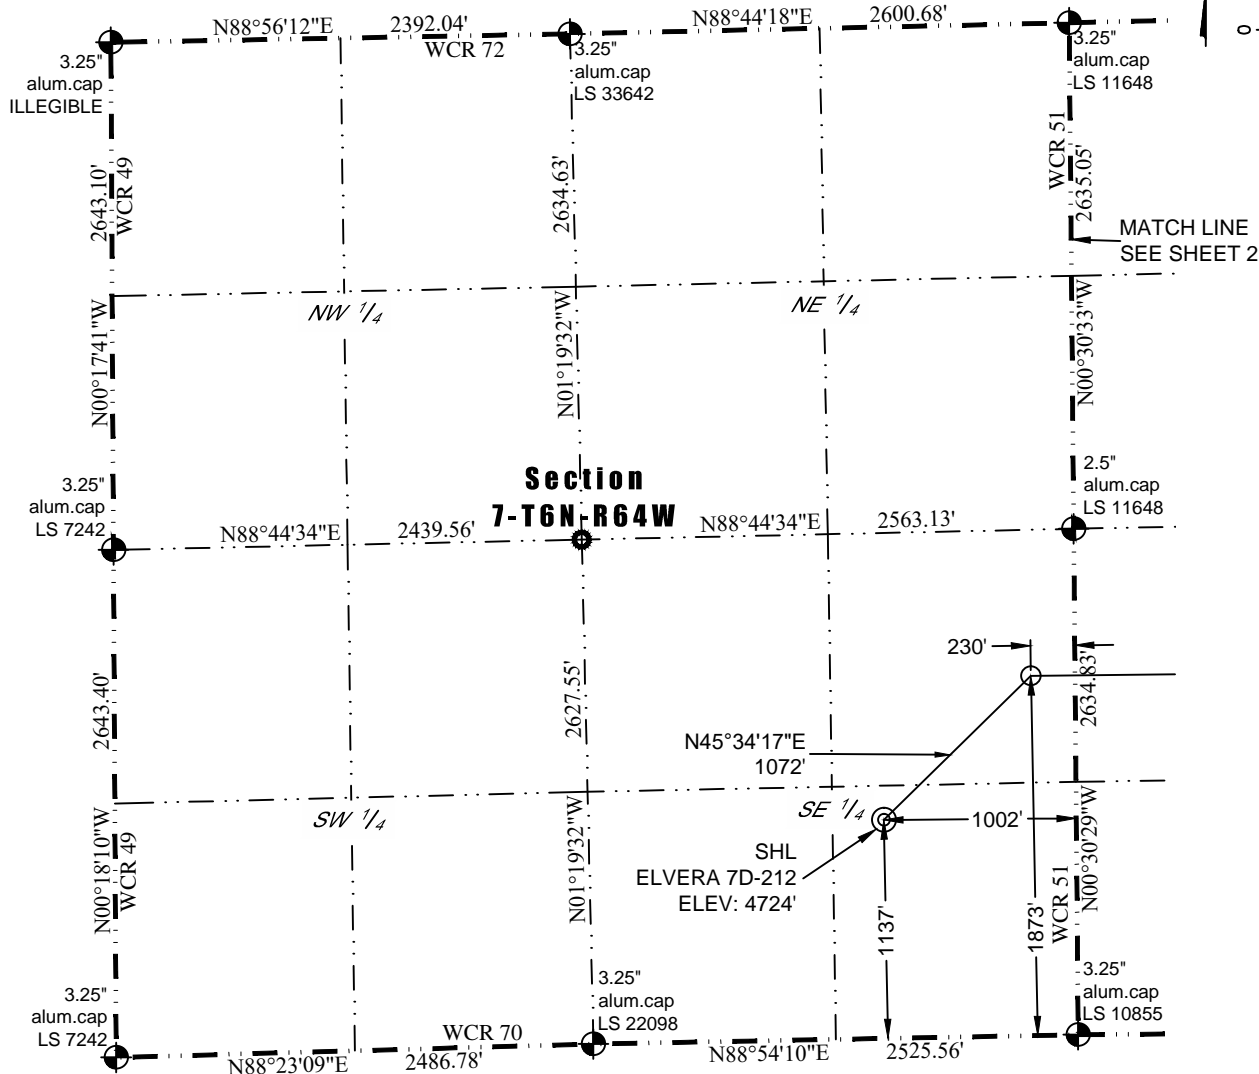 N88°56'12"E
2392.04'
WCR 72
N88°44'18"E
2600.68'
0
3.25"
alum.cap
ILLEGIBLE
3.25"
alum.cap
LS 33642
3.25"
alum.cap
LS 11648
2643.10'
WCR 49
2634.63'
WCR 51
2635.05'
MATCH LINE
SEE SHEET 2
NW 1/4
NE 1/4
N00°17'41"W
N01°19'32"W
N00°30'33"W
3.25"
alum.cap
LS 7242
Section
7-T6N-R64W
2.5"
alum.cap
LS 11648
N88°44'34"E
2439.56'
N88°44'34"E
2563.13'
230'
2643.40'
2627.55'
2634.83'
N45°34'17"E
1072'
SW 1/4
SE 1/4
1002'
SHL
ELVERA 7D-212
ELEV: 4724'
N00°18'10"W
WCR 49
N01°19'32"W
1137'
1873'
WCR 51
N00°30'29"W
3.25"
alum.cap
LS 7242
3.25"
alum.cap
LS 22098
3.25"
alum.cap
LS 10855
WCR 70
N88°23'09"E
2486.78'
N88°54'10"E
2525.56'